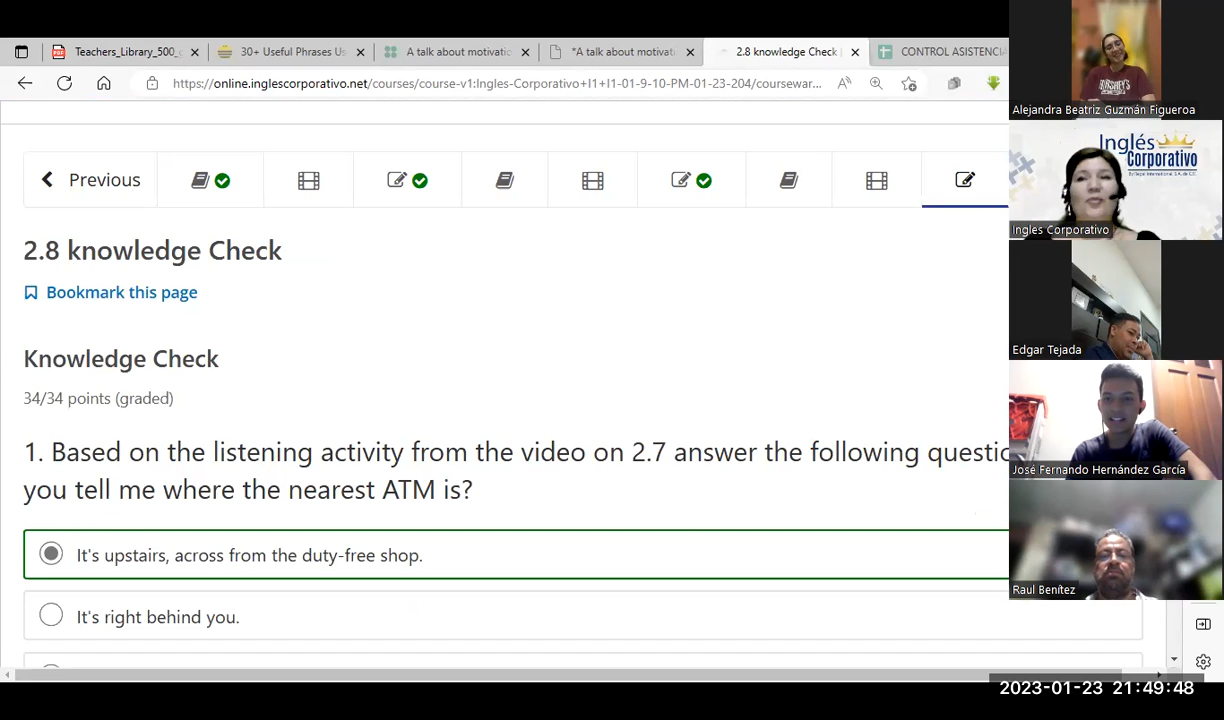 Teachers_Library_500_
30+ Useful Phrases Us
A talk about motivatio
*A talk about motivati
2.8 knowledge Check |
CONTROL ASISTENCI
https://online.inglescorporativo.net/courses/course-v1:Ingles-Corporativo+I1+I1-01-9-10-PM-01-23-204/coursewar...
Previous
2.8 knowledge Check
Bookmark this page
Knowledge Check
34/34 points (graded)
1. Based on the listening activity from the video on 2.7 answer the following questio
you tell me where the nearest ATM is?
It's upstairs, across from the duty-free shop.
It's right behind you.
HERSHEY'S
Alejandra Beatriz Guzmán Figueroa
Inglés
Corporativo
Ingles Corporativo
Edgar Tejada
José Fernando Hernández García
Raul Benítez
2023-01-23 21:49:48